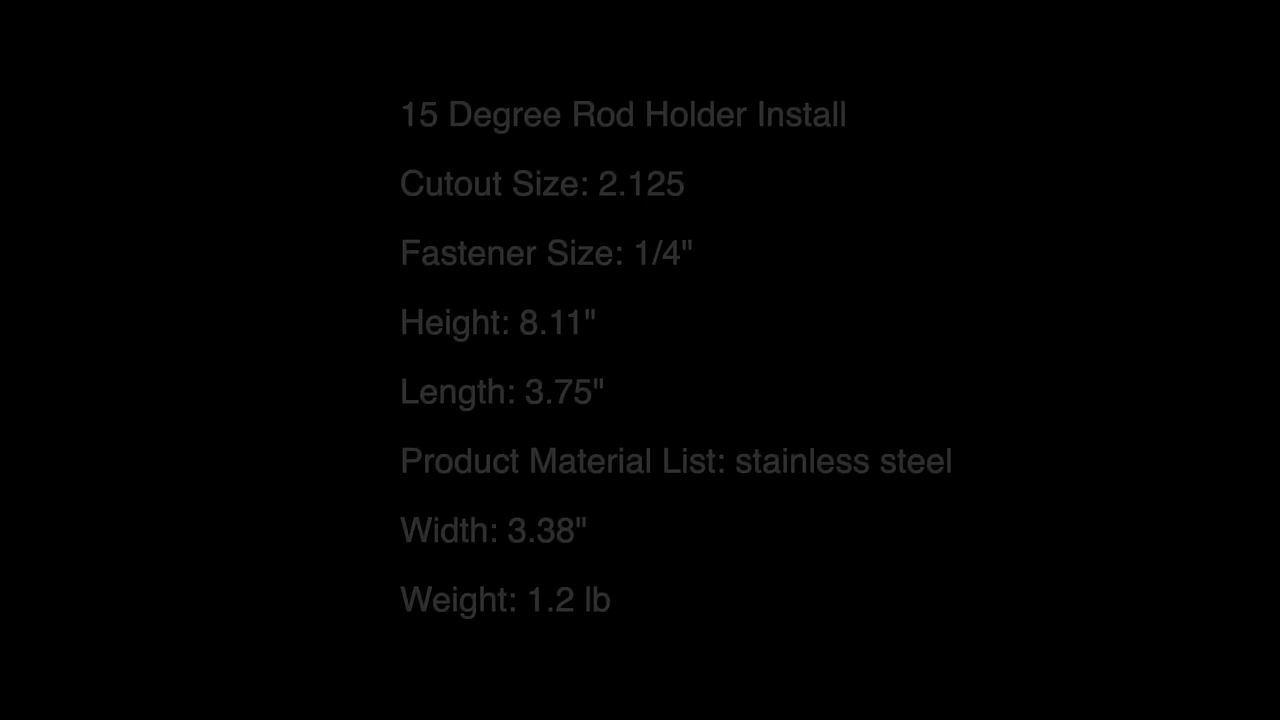 15 Degree Rod Holder Install
Cutout Size: 2.125
Fastener Size: 1/4"
Height: 8.11"
Length: 3.75"
Product Material List: stainless steel
Width: 3.38"
Weight: 1.2 lb